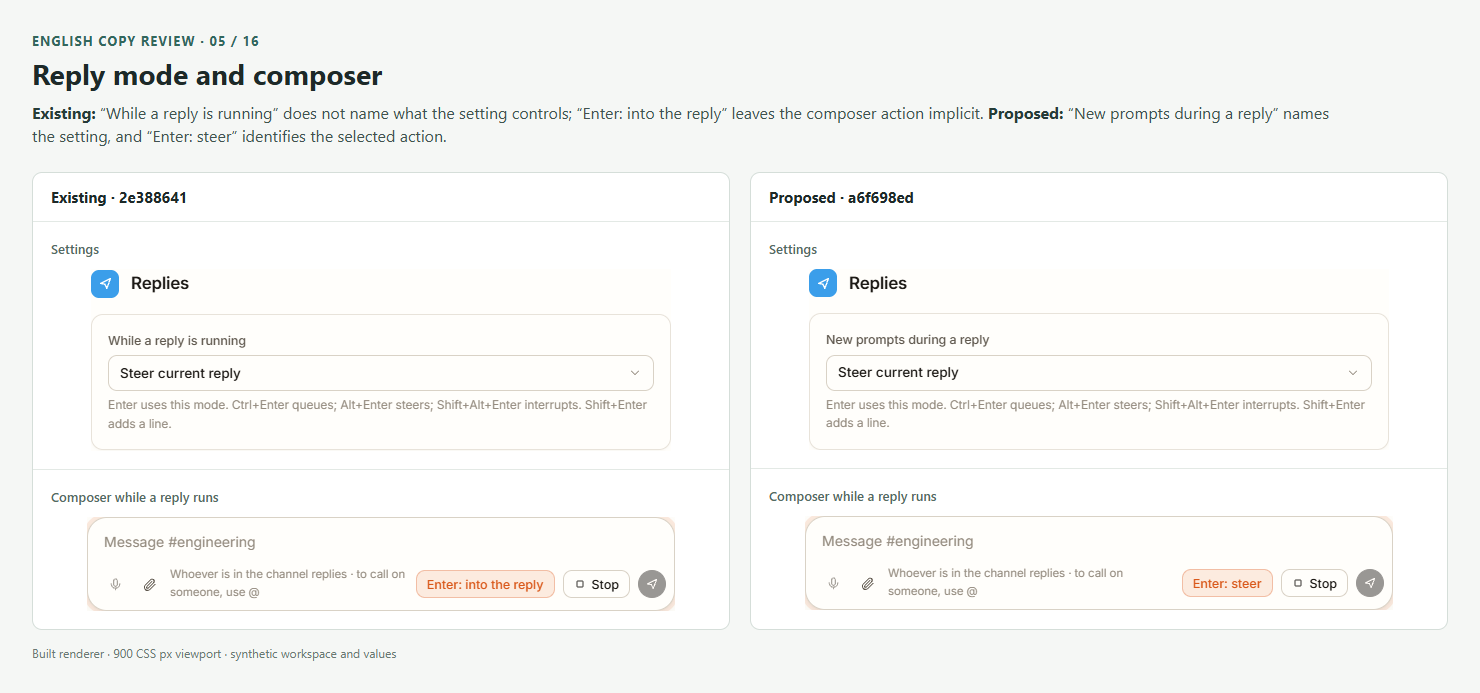 ENGLISH COPY REVIEW · 05 / 16
Reply mode and composer
Existing: “While a reply is running” does not name what the setting controls; “Enter: into the reply” leaves the composer action implicit. Proposed: “New prompts during a reply” names
the setting, and “Enter: steer” identifies the selected action.
Existing · 2e388641
Settings
Replies
While a reply is running
Steer current reply
Enter uses this mode. Ctrl+Enter queues; Alt+Enter steers; Shift+Alt+Enter interrupts. Shift+Enter
adds a line.
Composer while a reply runs
Message #engineering
Whoever is in the channel replies · to call on
someone, use @
Enter: into the reply
Stop
Proposed · a6f698ed
Settings
Replies
New prompts during a reply
Steer current reply
Enter uses this mode. Ctrl+Enter queues; Alt+Enter steers; Shift+Alt+Enter interrupts. Shift+Enter
adds a line.
Composer while a reply runs
Message #engineering
Whoever is in the channel replies · to call on
someone, use @
Enter: steer
Stop
Built renderer · 900 CSS px viewport · synthetic workspace and values